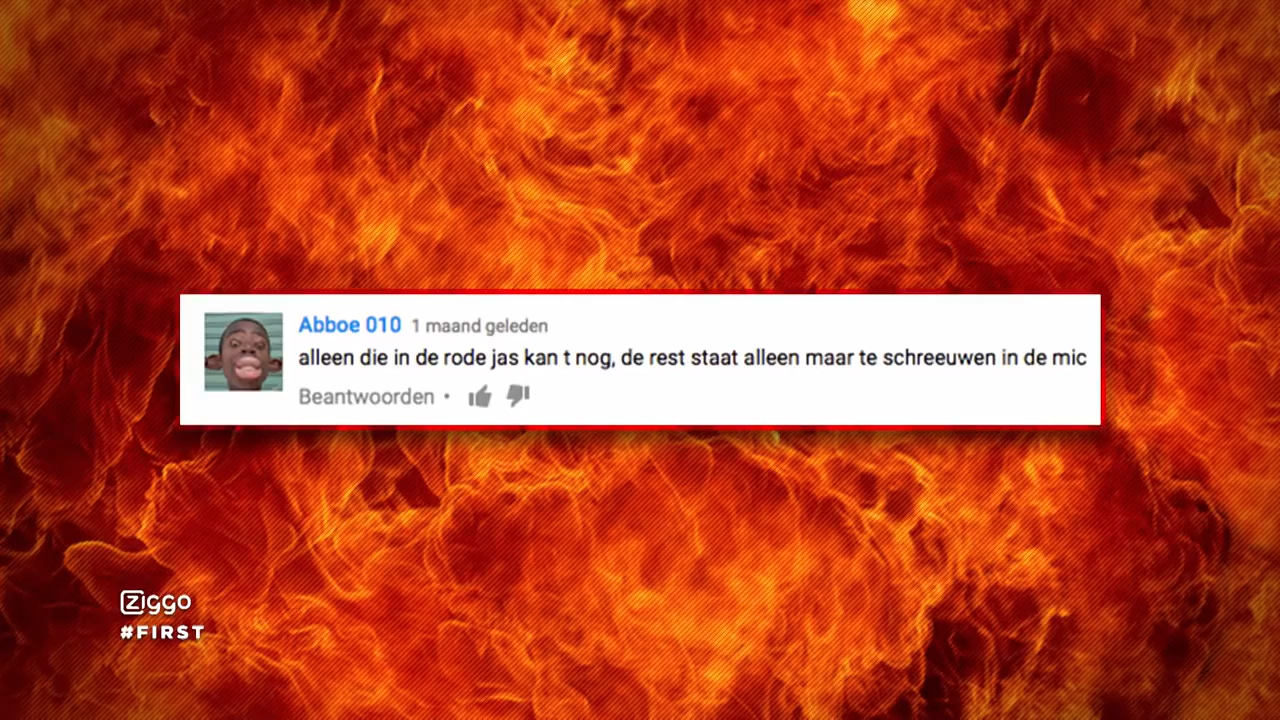 Abboe 010 1 maand geleden
alleen die in de rode jas kan t nog, de rest staat alleen maar te schreeuwen in de mic
Beantwoorden •
Ziggo
#FIRST